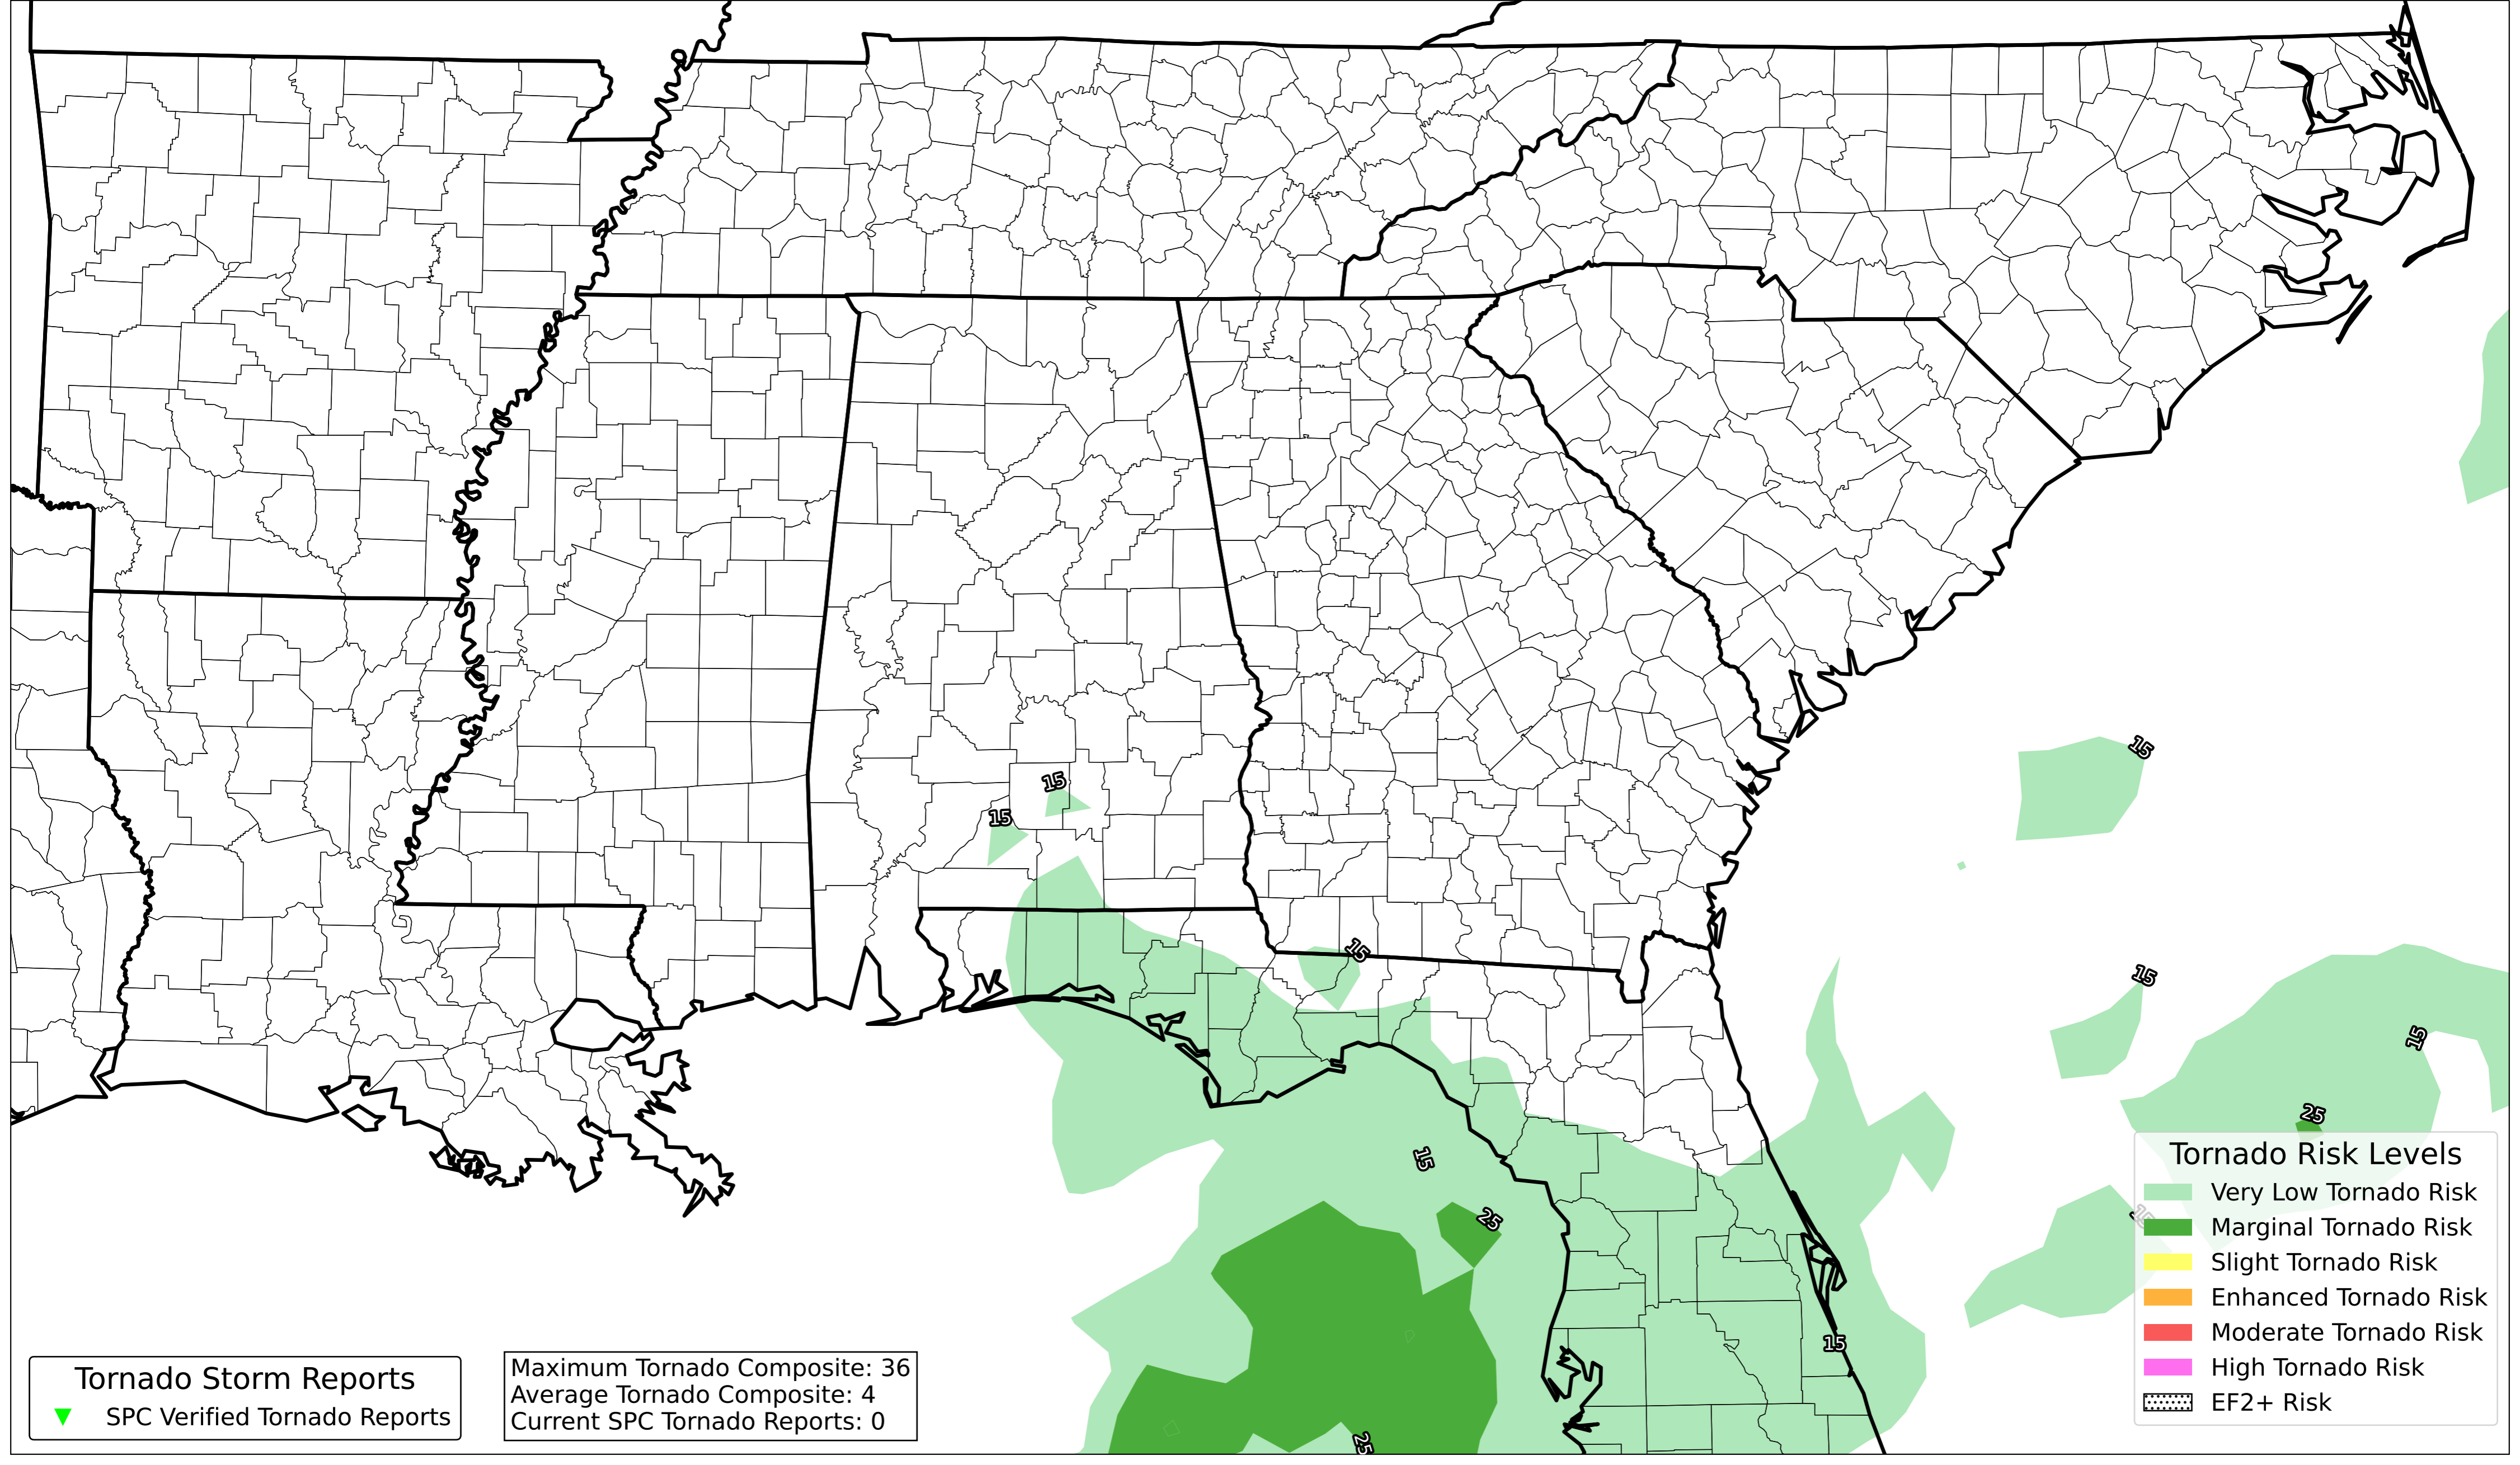 15
15
15
15
15
15
25
15
25
15
15
25
Tornado Risk Levels
Very Low Tornado Risk
Marginal Tornado Risk
Slight Tornado Risk
Enhanced Tornado Risk
Moderate Tornado Risk
High Tornado Risk
EF2+ Risk
Tornado Storm Reports
SPC Verified Tornado Reports
Maximum Tornado Composite: 36
Average Tornado Composite: 4
Current SPC Tornado Reports: 0